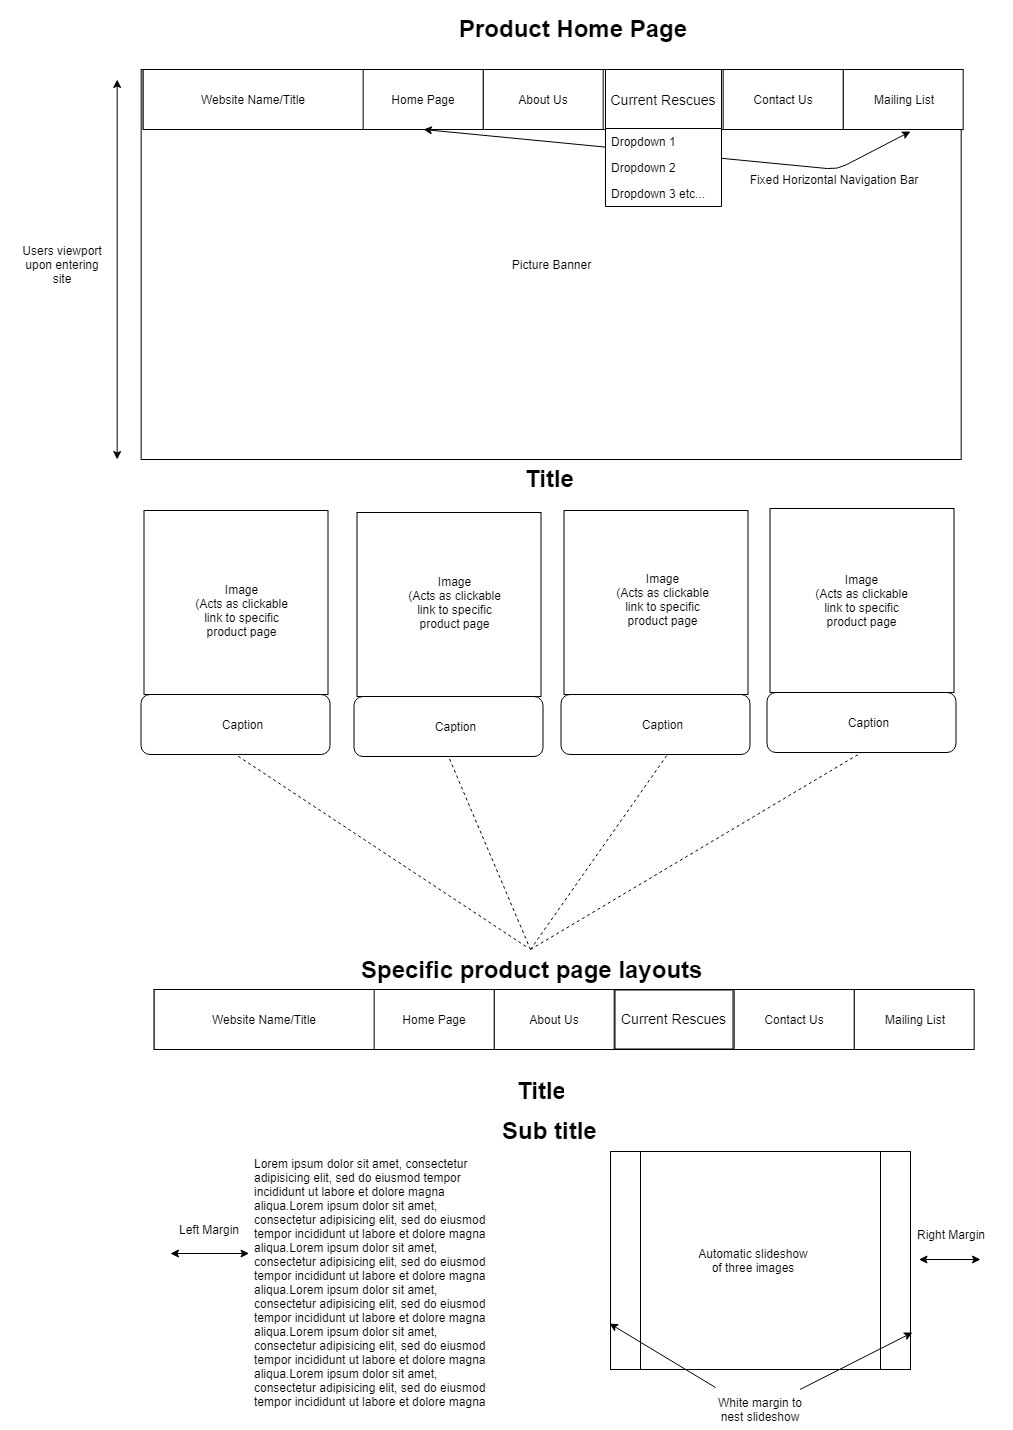 Product Home Page
Website Name/Title
Home Page
About Us
Current Rescues
Contact Us
Mailing List
Dropdown 1
Dropdown 2
Dropdown 3 etc...
Fixed Horizontal Navigation Bar
Users viewport
upon entering
site
Picture Banner
Title
Image
(Acts as clickable
link to specific
product page
Image
(Acts as clickable
link to specific
product page
Image
(Acts as clickable
link to specific
product page
Image
(Acts as clickable
link to specific
product page
Caption
Caption
Caption
Caption
Specific product page layouts
Website Name/Title
Home Page
About Us
Current Rescues
Contact Us
Mailing List
Title
Sub title
Left Margin
Lorem ipsum dolor sit amet, consectetur
adipisicing elit, sed do eiusmod tempor
incididunt ut labore et dolore magna
aliqua.Lorem ipsum dolor sit amet,
consectetur adipisicing elit, sed do eiusmod
tempor incididunt ut labore et dolore magna
aliqua.Lorem ipsum dolor sit amet,
consectetur adipisicing elit, sed do eiusmod
tempor incididunt ut labore et dolore magna
aliqua.Lorem ipsum dolor sit amet,
consectetur adipisicing elit, sed do eiusmod
tempor incididunt ut labore et dolore magna
aliqua.Lorem ipsum dolor sit amet,
consectetur adipisicing elit, sed do eiusmod
tempor incididunt ut labore et dolore magna
aliqua.Lorem ipsum dolor sit amet,
consectetur adipisicing elit, sed do eiusmod
tempor incididunt ut labore et dolore magna
Automatic slideshow
of three images
Right Margin
White margin to
nest slideshow